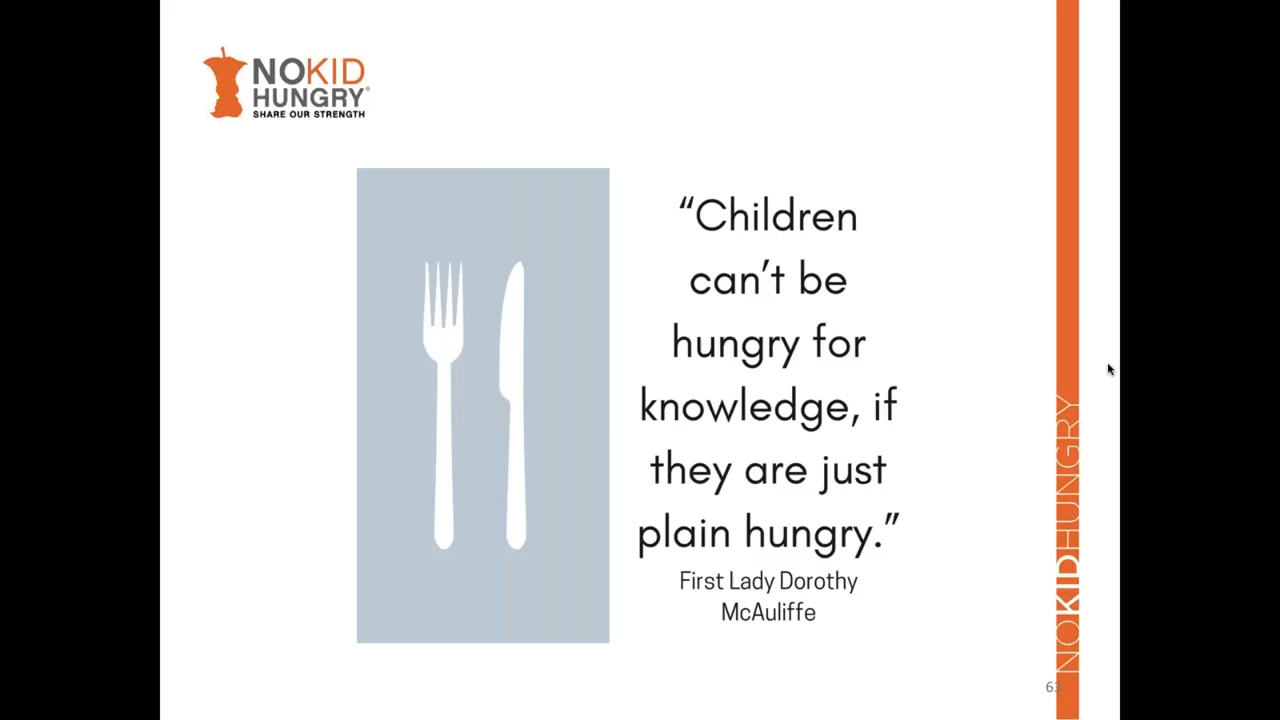 NOKID
HUNGRY®
SHARE OUR STRENGTH
“Children
can’t be
hungry for
knowledge, if
they are just
plain hungry.”
First Lady Dorothy
McAuliffe
NOKIDHUNGRY